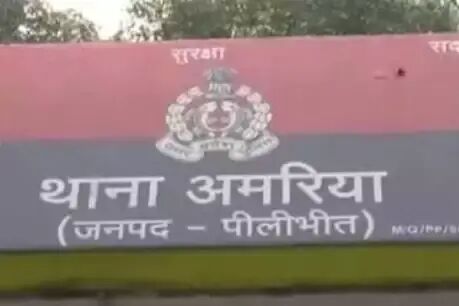 सुरक्षा
थाना अमरिया
(जनपद - पीलीभीत)